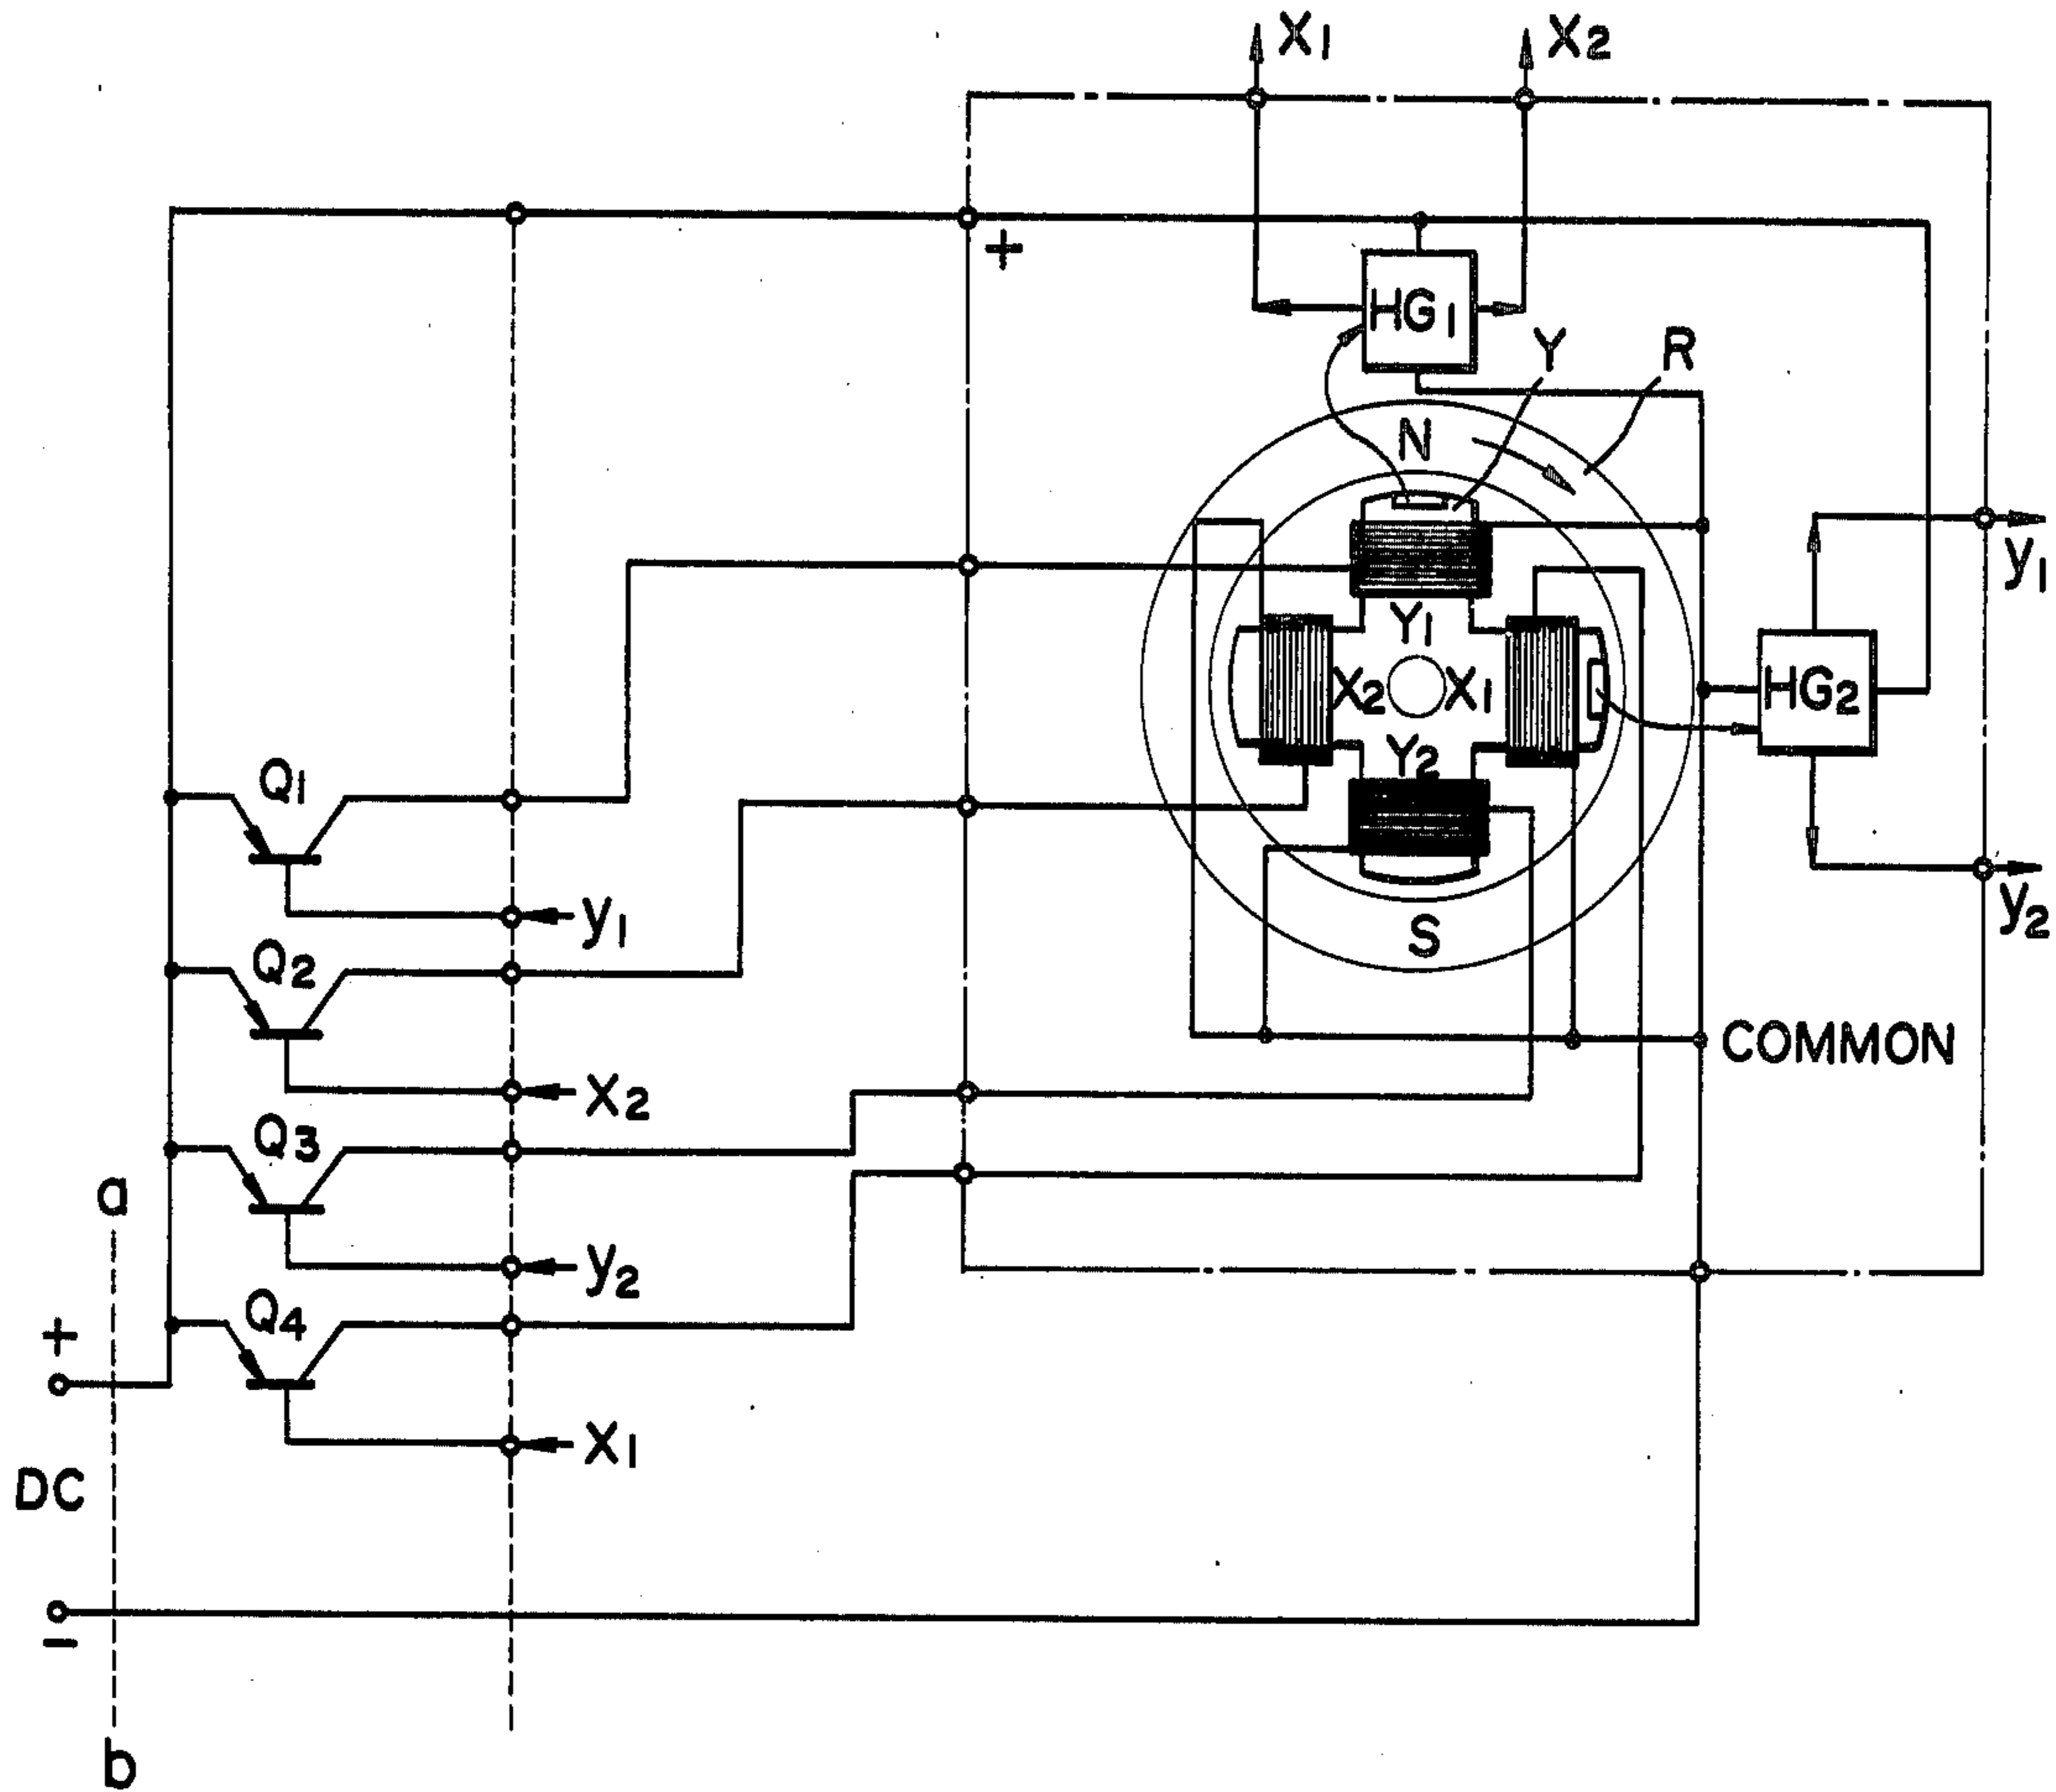 X1 X2
+
HG1
Y R
N
y1
Y1
X2 X1
HG2
Y2
Q1
y1
y2
S
Q2
COMMON
X2
Q3
a
y2
Q4
+
X1
DC
−
b